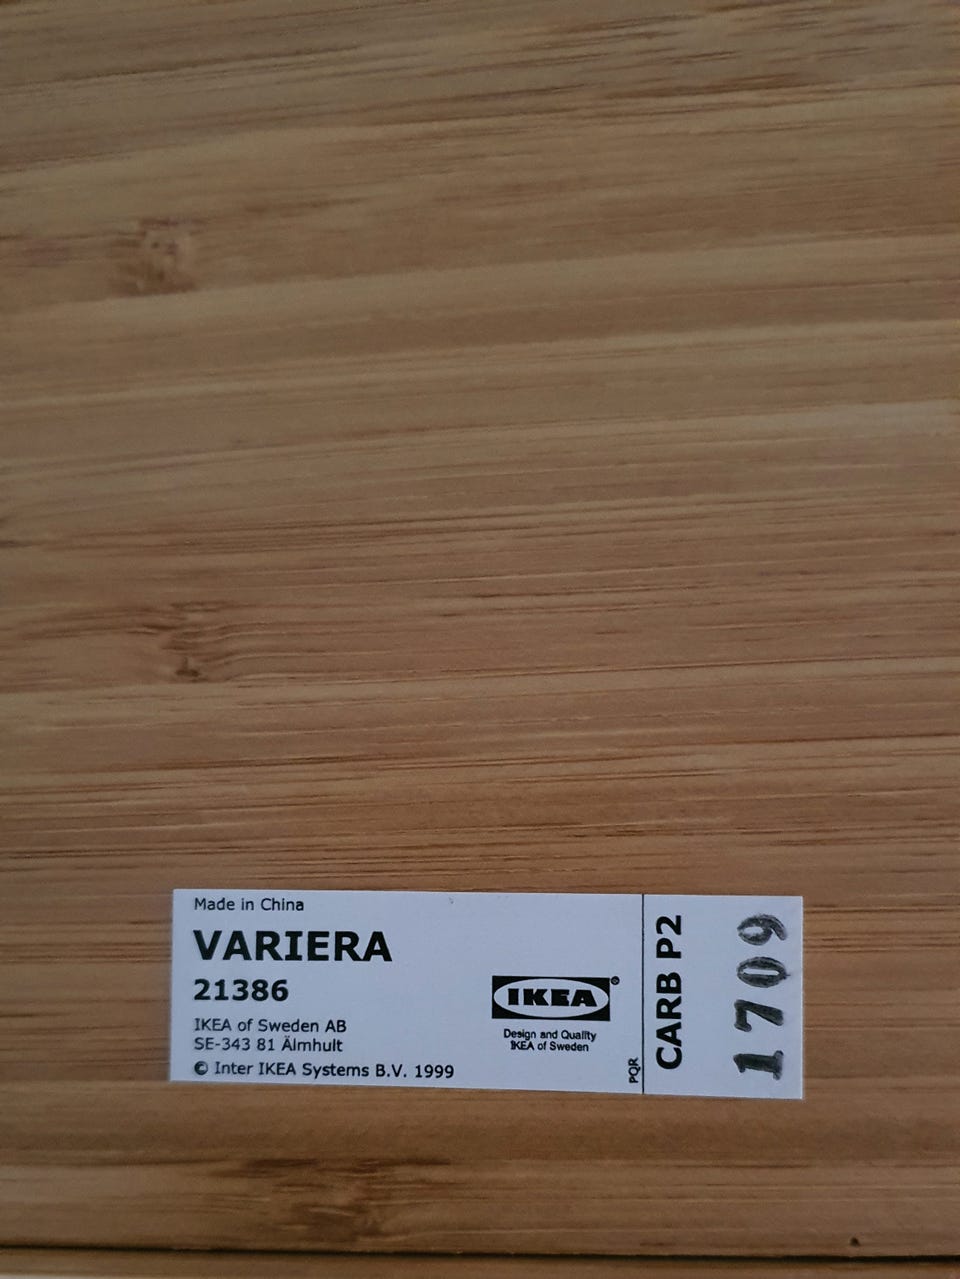 Made in China
VARIERA
21386
IKEA of Sweden AB
SE-343 81 Älmhult
© Inter IKEA Systems B.V. 1999
IKEA®
Design and Quality
IKEA of Sweden
PQR
CARB P2
1709